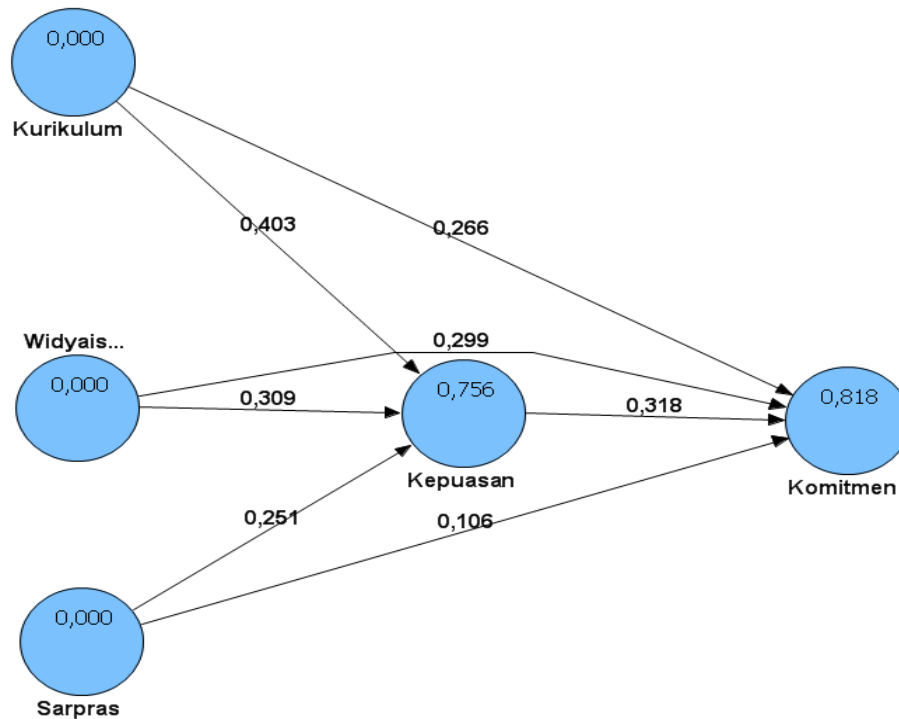 0,000
Kurikulum
0,403
0,266
Widyais...
0,299
0,000
0,309
0,756
0,318
0,818
Kepuasan
Komitmen
0,251
0,106
0,000
Sarpras